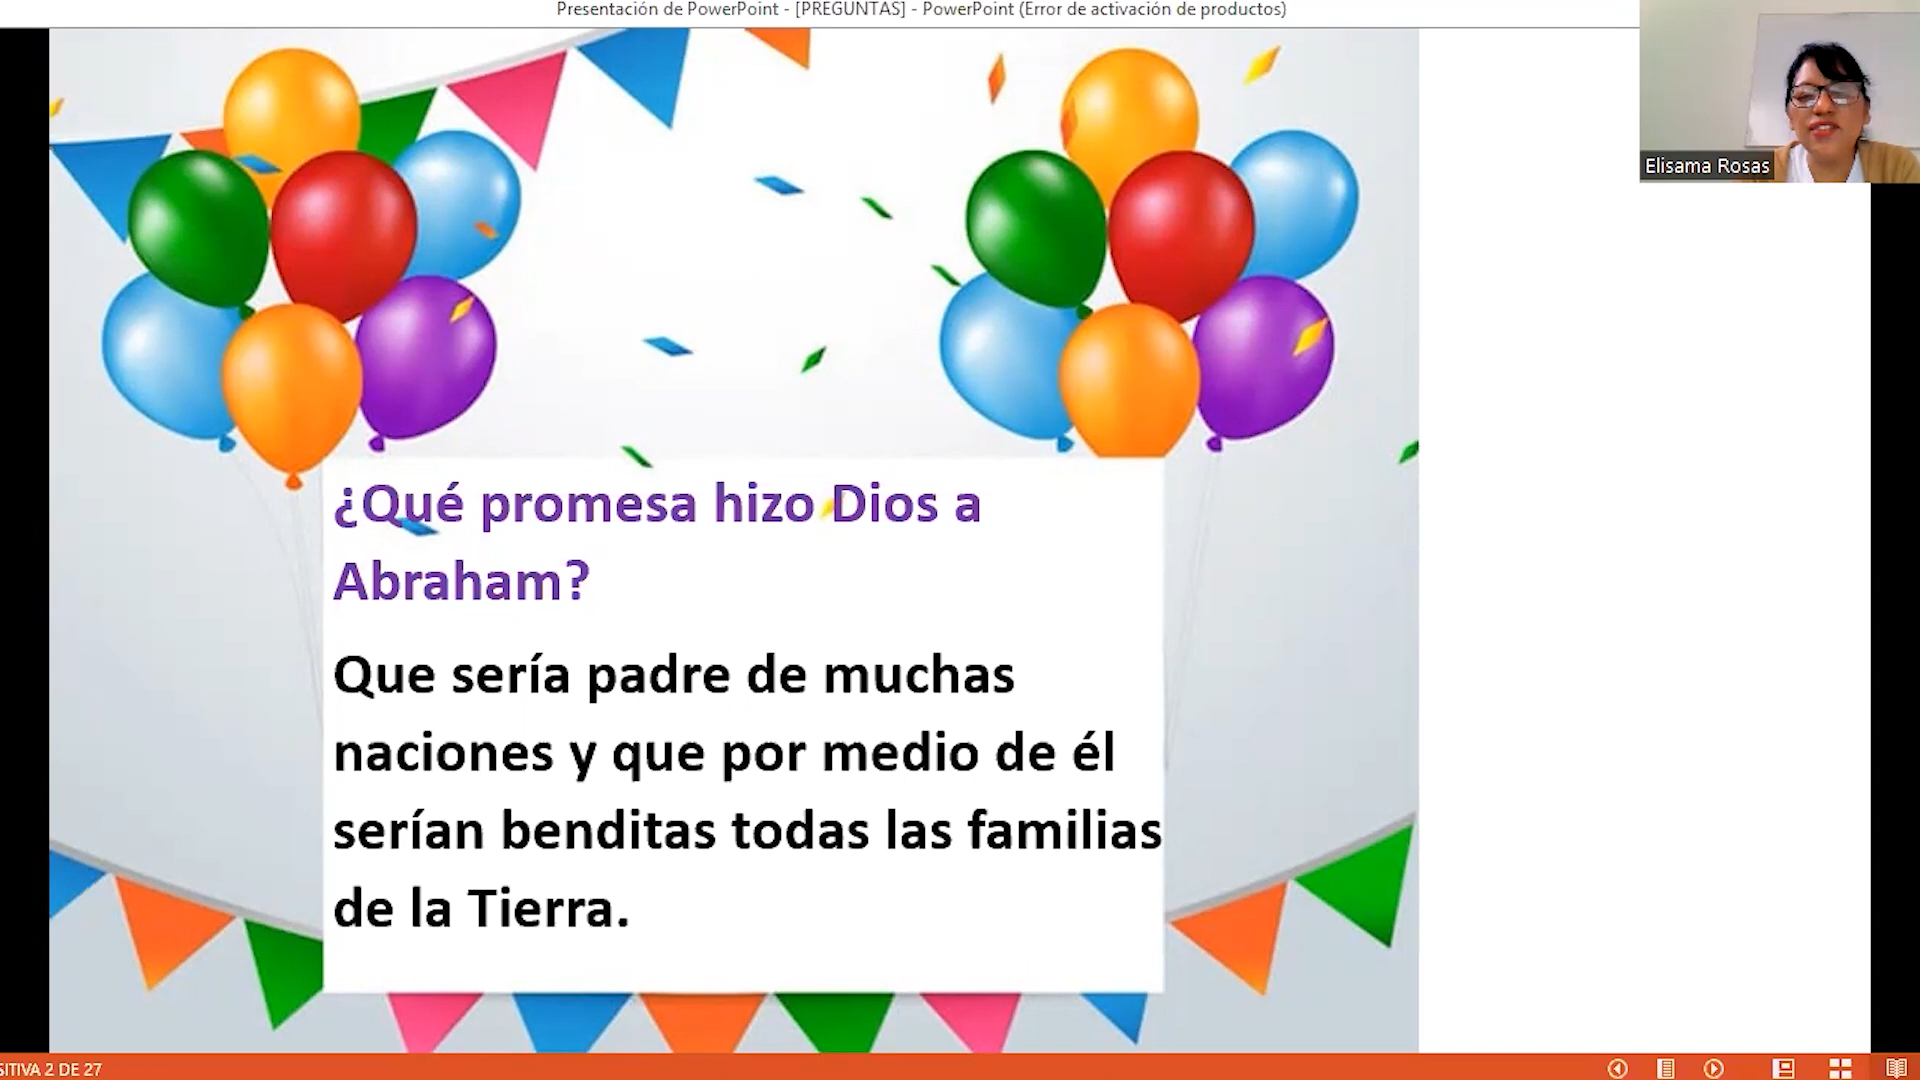 Presentación de PowerPoint - [PREGUNTAS] - PowerPoint (Error de activación de productos)
Elisama Rosas
¿Qué promesa hizo Dios a
Abraham?
Que sería padre de muchas
naciones y que por medio de él
serían benditas todas las familias
de la Tierra.
SITIVA 2 DE 27